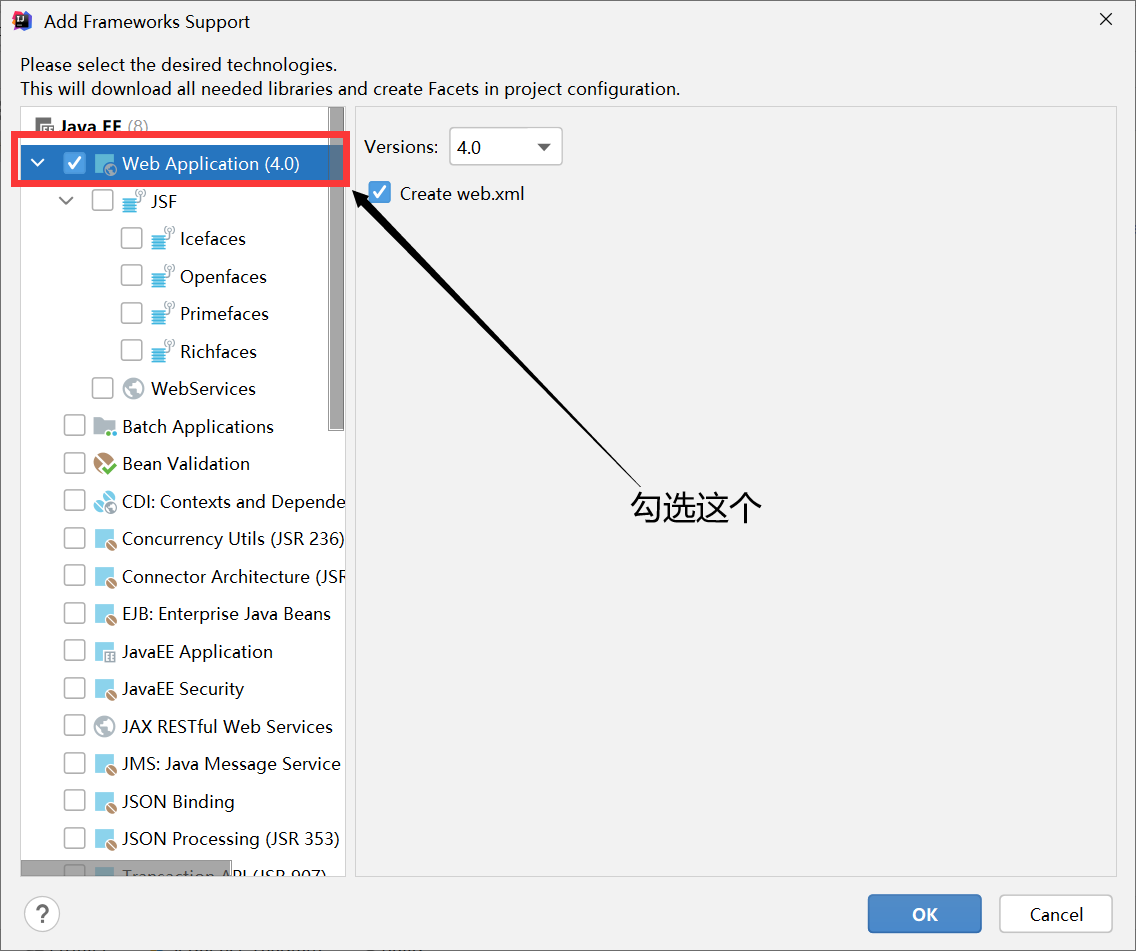 Add Frameworks Support
Please select the desired technologies.
This will download all needed libraries and create Facets in project configuration.
Java EE (8)
Web Application (4.0)
JSF
Icefaces
Openfaces
Primefaces
Richfaces
WebServices
Batch Applications
Bean Validation
CDI: Contexts and Depende
Concurrency Utils (JSR 236)
Connector Architecture (JSR
EJB: Enterprise Java Beans
JavaEE Application
JavaEE Security
JAX RESTful Web Services
JMS: Java Message Service
JSON Binding
JSON Processing (JSR 353)
Transaction API (JSR 907)
Versions: 4.0
Create web.xml
勾选这个
?
OK
Cancel